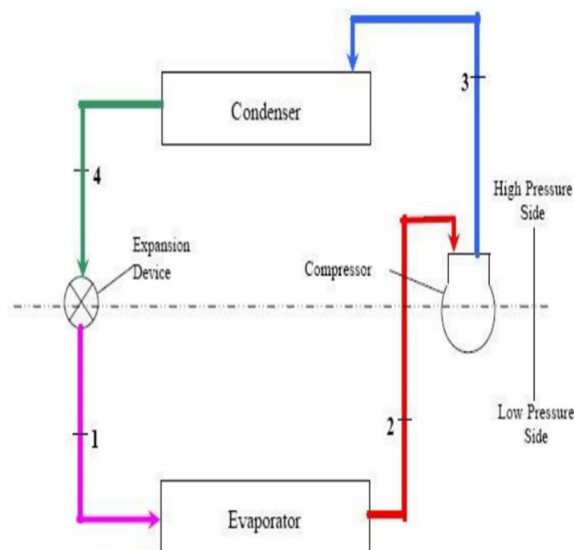 Condenser
3
4
High Pressure
Side
Expansion
Device
Compressor
Low Pressure
Side
1
2
Evaporator